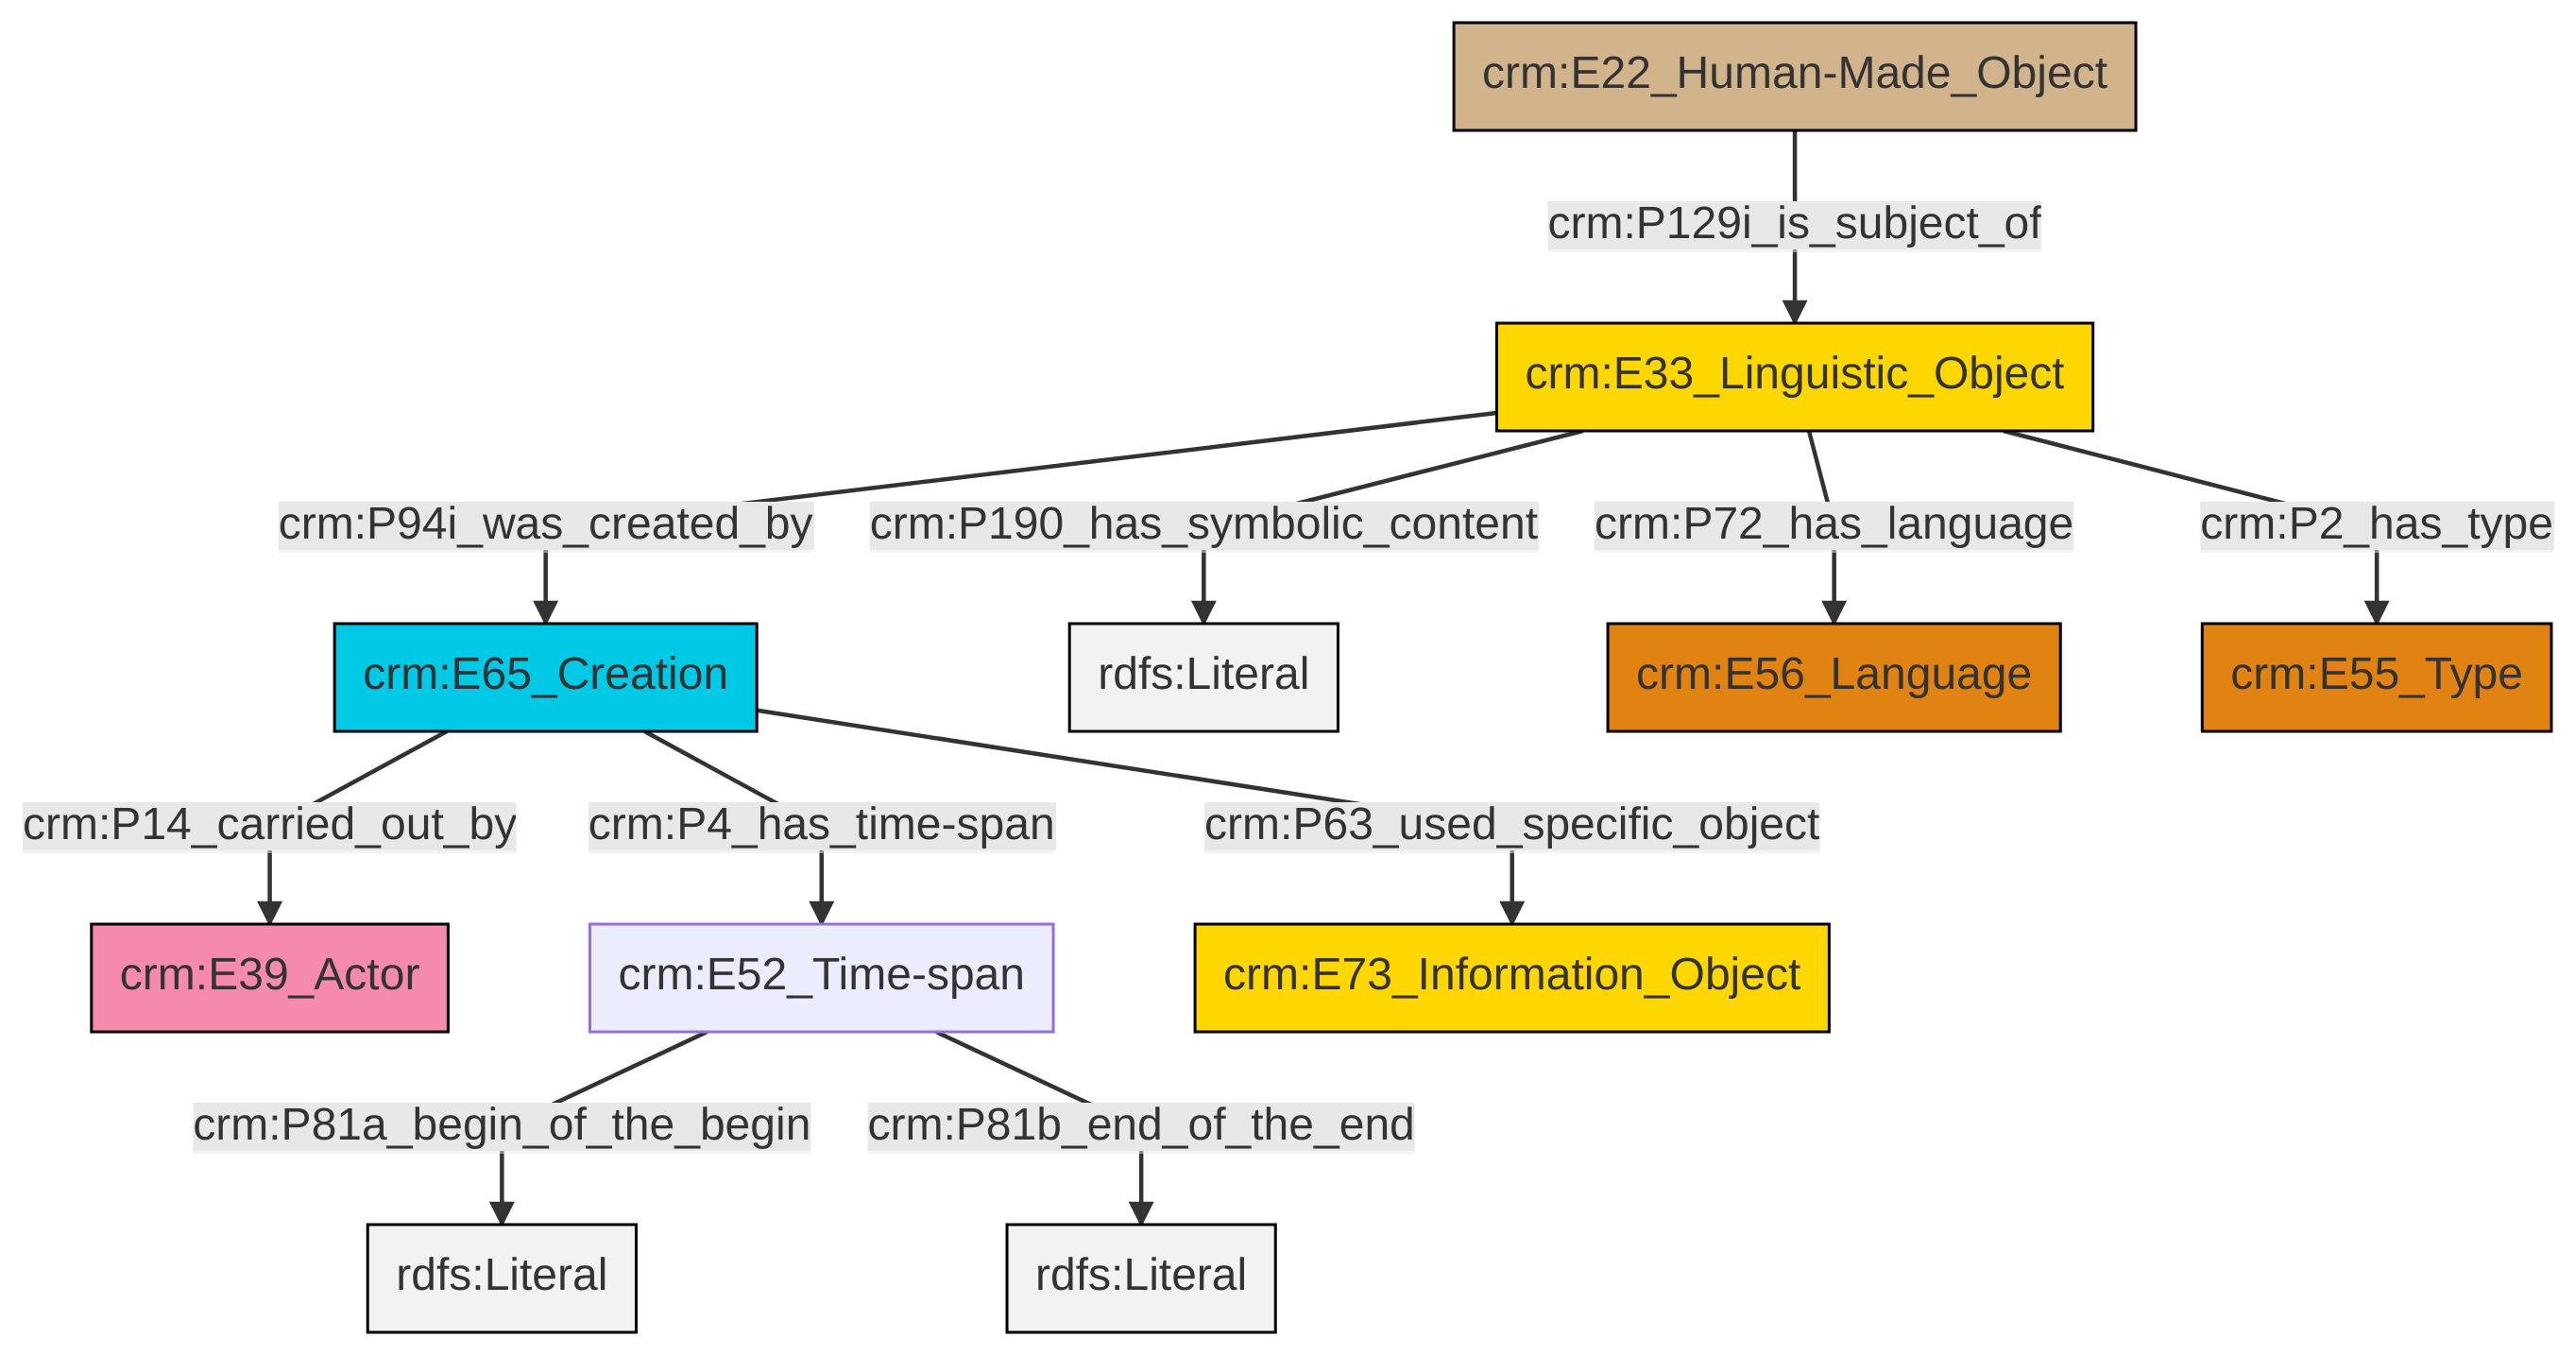 crm:E22_Human-Made_Object
crm:P129i_is_subject_of
crm:E33_Linguistic_Object
crm:P94i_was_created_by
crm:P190_has_symbolic_content
crm:P72_has_language
crm:P2_has_type
crm:E65_Creation
rdfs:Literal
crm:E56_Language
crm:E55_Type
crm:P14_carried_out_by
crm:P4_has_time-span
crm:P63_used_specific_object
crm:E39_Actor
crm:E52_Time-span
crm:E73_Information_Object
crm:P81a_begin_of_the_begin
crm:P81b_end_of_the_end
rdfs:Literal
rdfs:Literal